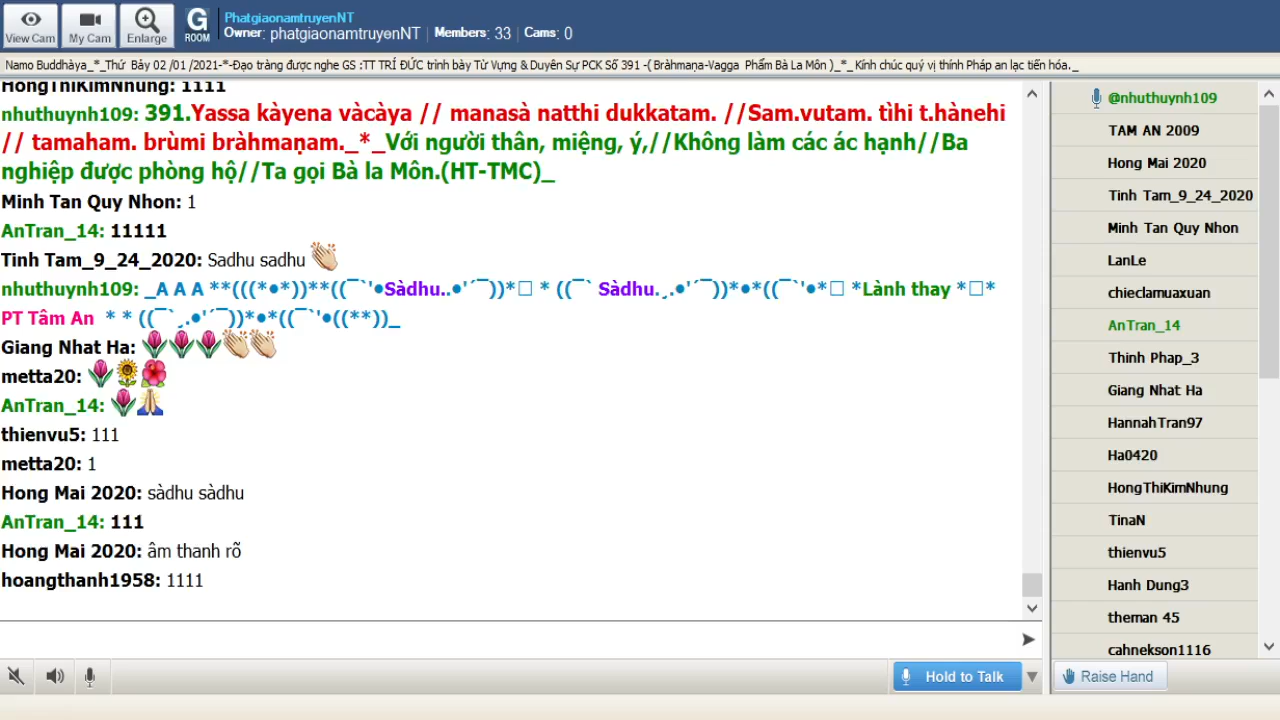 View Cam
My Cam
Enlarge
G
ROOM
PhatgiaonamtruyenNT
Owner: phatgiaonamtruyenNT | Members: 33 | Cams: 0
Namo Buddhàya_*_Thứ Bảy 02 /01 /2021-*-Đạo tràng được nghe GS :TT TRÍ ĐỨC trình bày Từ Vựng & Duyên Sự PCK Số 391 -( Bràhmaṇa-Vagga Phẩm Bà La Môn )_*_ Kính chúc quý vị thính Pháp an lạc tiến hóa._
HongThiKimNhung: 1111
nhuthuynh109: 391.Yassa kàyena vàcàya // manasà natthi dukkatam. //Sam.vutam. tìhi t.hànehi
// tamaham. brùmi bràhmaṇam._*_Với người thân, miệng, ý,//Không làm các ác hạnh//Ba
nghiệp được phòng hộ//Ta gọi Bà la Môn.(HT-TMC)_
Minh Tan Quy Nhon: 1
AnTran_14: 11111
Tinh Tam_9_24_2020: Sadhu sadhu 👏
nhuthuynh109: _A A A **(((*•*))**((¯`'•Sàdhu..•'´¯))*□ * ((¯` Sàdhu.¸.•'´¯))*•*((¯`'•*□ *Lành thay *□*
PT Tâm An * * ((¯`¸.•'´¯))*•*((¯`'•((**))_
Giang Nhat Ha: 🌷🌷🌷👏👏
metta20: 🌷🌻🌺
AnTran_14: 🌷🙏
thienvu5: 111
metta20: 1
Hong Mai 2020: sàdhu sàdhu
AnTran_14: 111
Hong Mai 2020: âm thanh rõ
hoangthanh1958: 1111
Hold to Talk
@nhuthuynh109
TAM AN 2009
Hong Mai 2020
Tinh Tam_9_24_2020
Minh Tan Quy Nhon
LanLe
chieclamuaxuan
AnTran_14
Thinh Phap_3
Giang Nhat Ha
HannahTran97
Ha0420
HongThiKimNhung
TinaN
thienvu5
Hanh Dung3
theman 45
cahnekson1116
Raise Hand